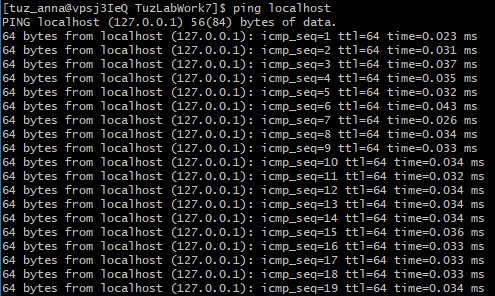 [tuz_anna@vpsj3IeQ TuzLabWork7]$ ping localhost
PING localhost (127.0.0.1) 56(84) bytes of data.
64 bytes from localhost (127.0.0.1): icmp_seq=1 ttl=64 time=0.023 ms
64 bytes from localhost (127.0.0.1): icmp_seq=2 ttl=64 time=0.031 ms
64 bytes from localhost (127.0.0.1): icmp_seq=3 ttl=64 time=0.037 ms
64 bytes from localhost (127.0.0.1): icmp_seq=4 ttl=64 time=0.035 ms
64 bytes from localhost (127.0.0.1): icmp_seq=5 ttl=64 time=0.032 ms
64 bytes from localhost (127.0.0.1): icmp_seq=6 ttl=64 time=0.043 ms
64 bytes from localhost (127.0.0.1): icmp_seq=7 ttl=64 time=0.026 ms
64 bytes from localhost (127.0.0.1): icmp_seq=8 ttl=64 time=0.034 ms
64 bytes from localhost (127.0.0.1): icmp_seq=9 ttl=64 time=0.033 ms
64 bytes from localhost (127.0.0.1): icmp_seq=10 ttl=64 time=0.034 ms
64 bytes from localhost (127.0.0.1): icmp_seq=11 ttl=64 time=0.032 ms
64 bytes from localhost (127.0.0.1): icmp_seq=12 ttl=64 time=0.034 ms
64 bytes from localhost (127.0.0.1): icmp_seq=13 ttl=64 time=0.034 ms
64 bytes from localhost (127.0.0.1): icmp_seq=14 ttl=64 time=0.034 ms
64 bytes from localhost (127.0.0.1): icmp_seq=15 ttl=64 time=0.036 ms
64 bytes from localhost (127.0.0.1): icmp_seq=16 ttl=64 time=0.033 ms
64 bytes from localhost (127.0.0.1): icmp_seq=17 ttl=64 time=0.033 ms
64 bytes from localhost (127.0.0.1): icmp_seq=18 ttl=64 time=0.033 ms
64 bytes from localhost (127.0.0.1): icmp_seq=19 ttl=64 time=0.034 ms